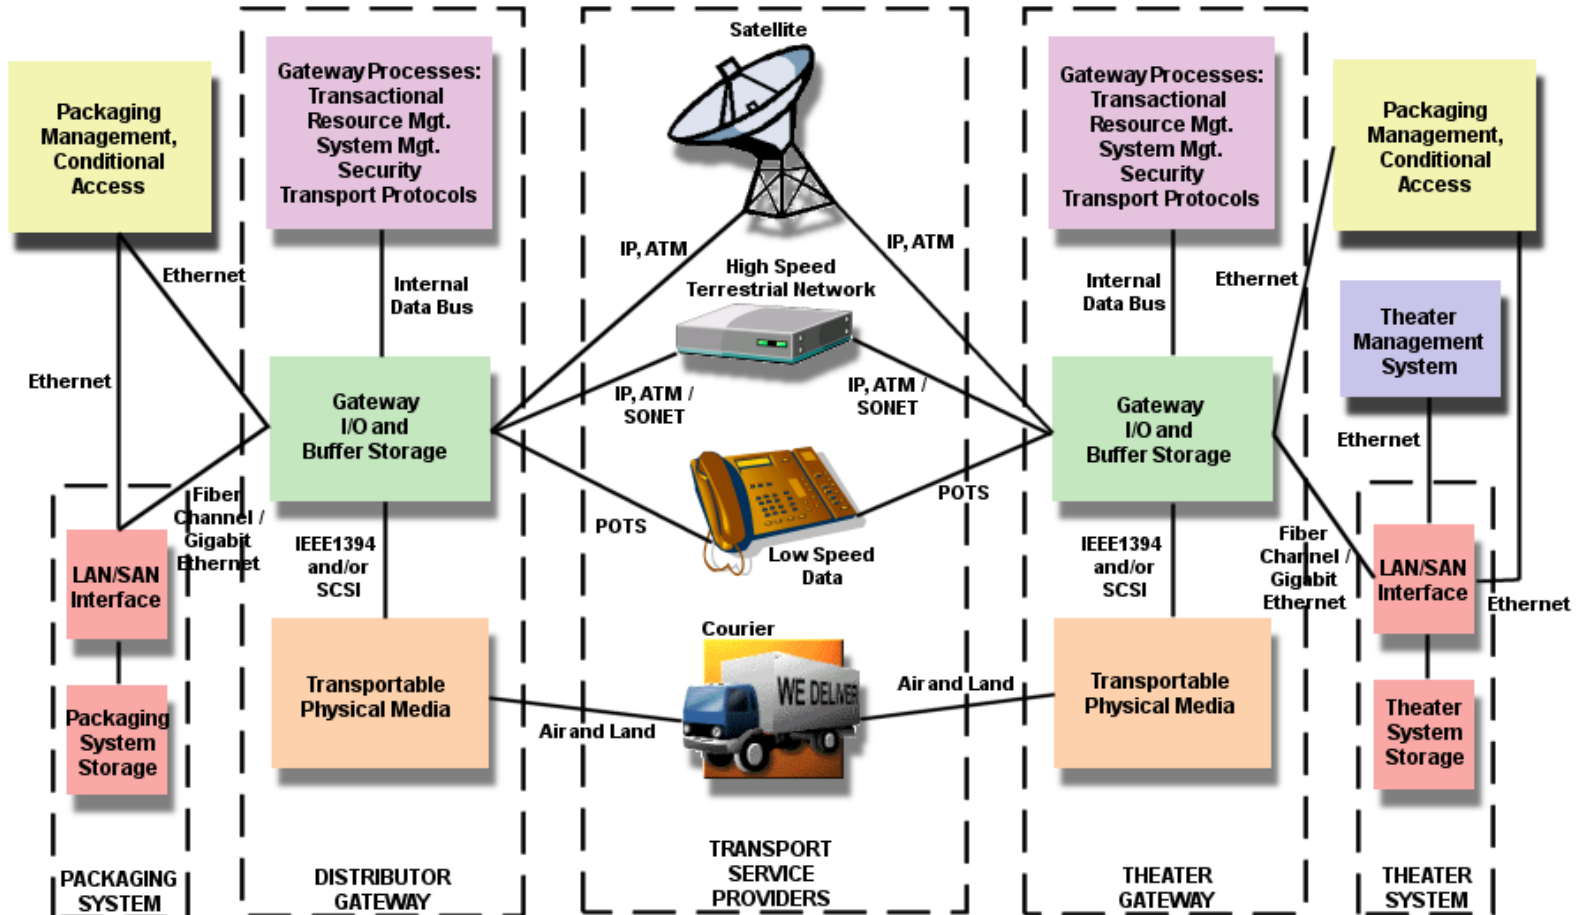 Packaging
Management,
Conditional
Access
Ethernet
Ethernet
Fiber
Channel /
Gigabit
Ethernet
LAN/SAN
Interface
Packaging
System
Storage
PACKAGING
SYSTEM
Gateway Processes:
Transactional
Resource Mgt.
System Mgt.
Security
Transport Protocols
Internal
Data Bus
Gateway
I/O and
Buffer Storage
IEEE1394
and/or
SCSI
Transportable
Physical Media
DISTRIBUTOR
GATEWAY
Satellite
IP, ATM
IP, ATM
High Speed
Terrestrial Network
IP, ATM /
SONET
IP, ATM /
SONET
POTS
POTS
Low Speed
Data
Courier
WE DELIVER
Air and Land
Air and Land
TRANSPORT
SERVICE
PROVIDERS
Gateway Processes:
Transactional
Resource Mgt.
System Mgt.
Security
Transport Protocols
Internal
Data Bus
Gateway
I/O and
Buffer Storage
IEEE1394
and/or
SCSI
Transportable
Physical Media
THEATER
GATEWAY
Packaging
Management,
Conditional
Access
Ethernet
Theater
Management
System
Ethernet
Fiber
Channel /
Gigabit
Ethernet
LAN/SAN
Interface
Ethernet
Theater
System
Storage
THEATER
SYSTEM